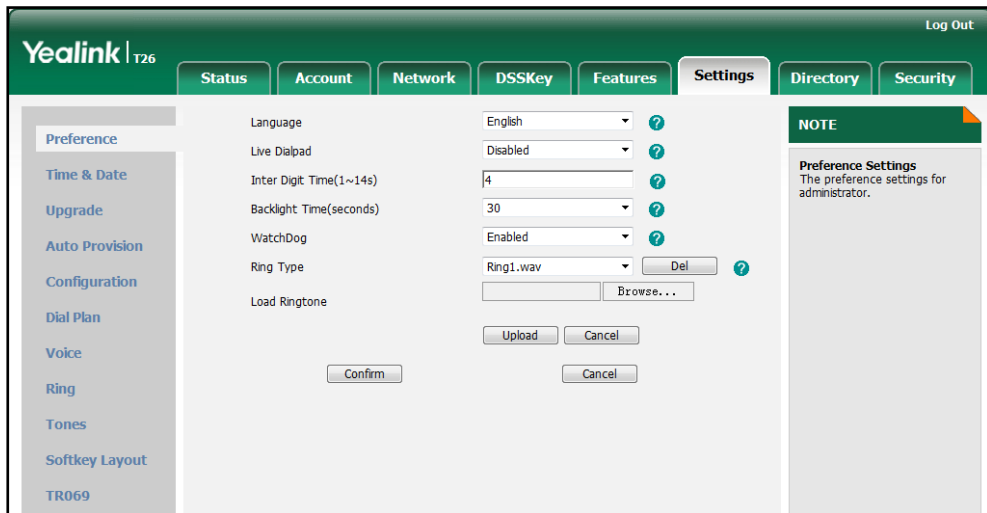 Log Out
Yealink | T26
Status Account Network DSSKey Features Settings Directory Security
Preference
Time & Date
Upgrade
Auto Provision
Configuration
Dial Plan
Voice
Ring
Tones
Softkey Layout
TR069
Language English ?
Live Dialpad Disabled ?
Inter Digit Time(1~14s) 4 ?
Backlight Time(seconds) 30 ?
WatchDog Enabled ?
Ring Type Ring1.wav Del ?
Load Ringtone Browse...
Upload Cancel
Confirm Cancel
NOTE
Preference Settings
The preference settings for
administrator.